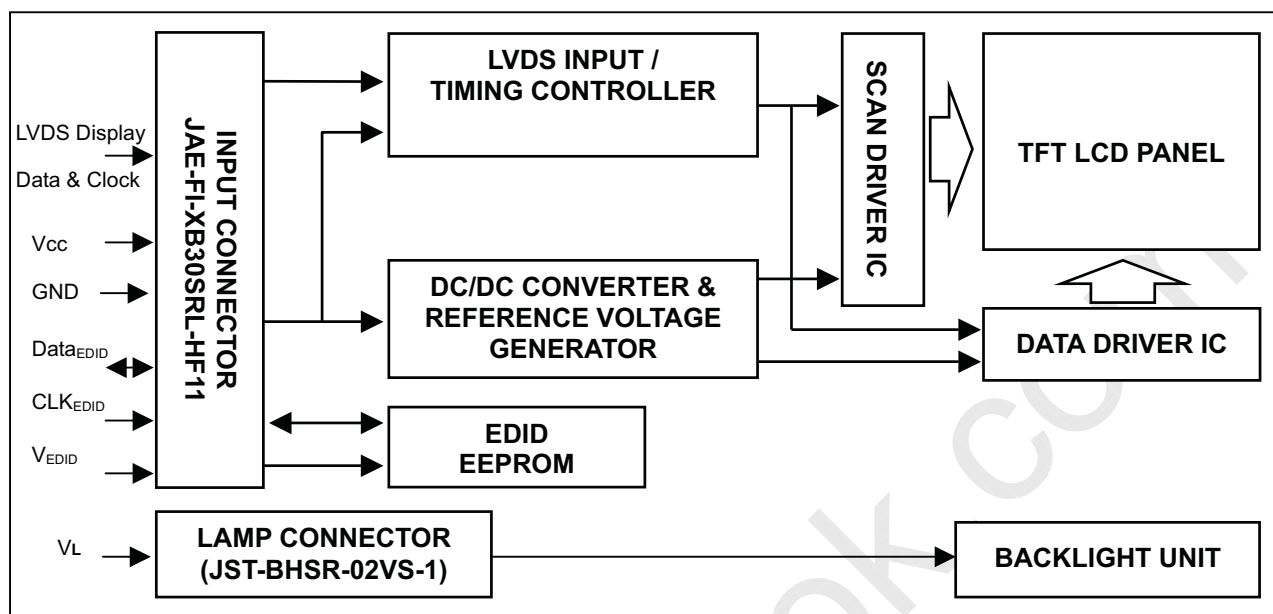 LVDS Display
Data & Clock
Vcc
GND
DataEDID
CLKEDID
VEDID
VL
INPUT CONNECTOR
JAE-FI-XB30SRL-HF11
LVDS INPUT /
TIMING CONTROLLER
DC/DC CONVERTER &
REFERENCE VOLTAGE
GENERATOR
EDID
EEPROM
LAMP CONNECTOR
(JST-BHSR-02VS-1)
SCAN DRIVER IC
TFT LCD PANEL
DATA DRIVER IC
BACKLIGHT UNIT